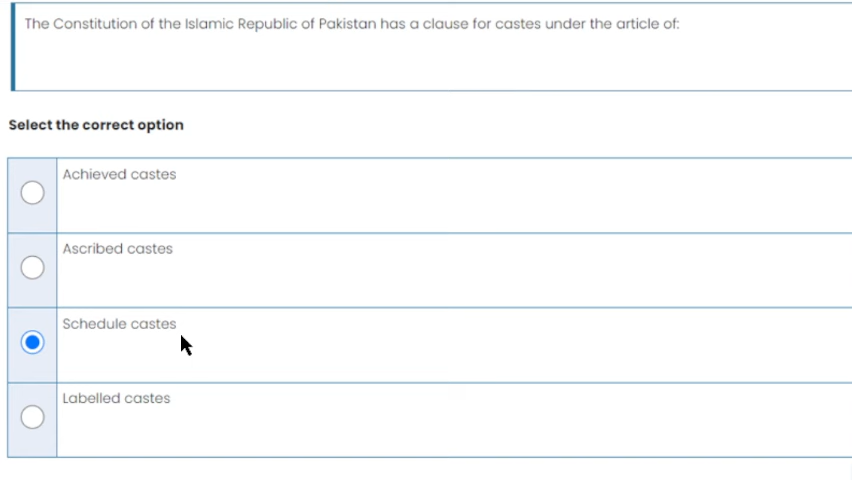 The Constitution of the Islamic Republic of Pakistan has a clause for castes under the article of:
Select the correct option
Achieved castes
Ascribed castes
Schedule castes
Labelled castes